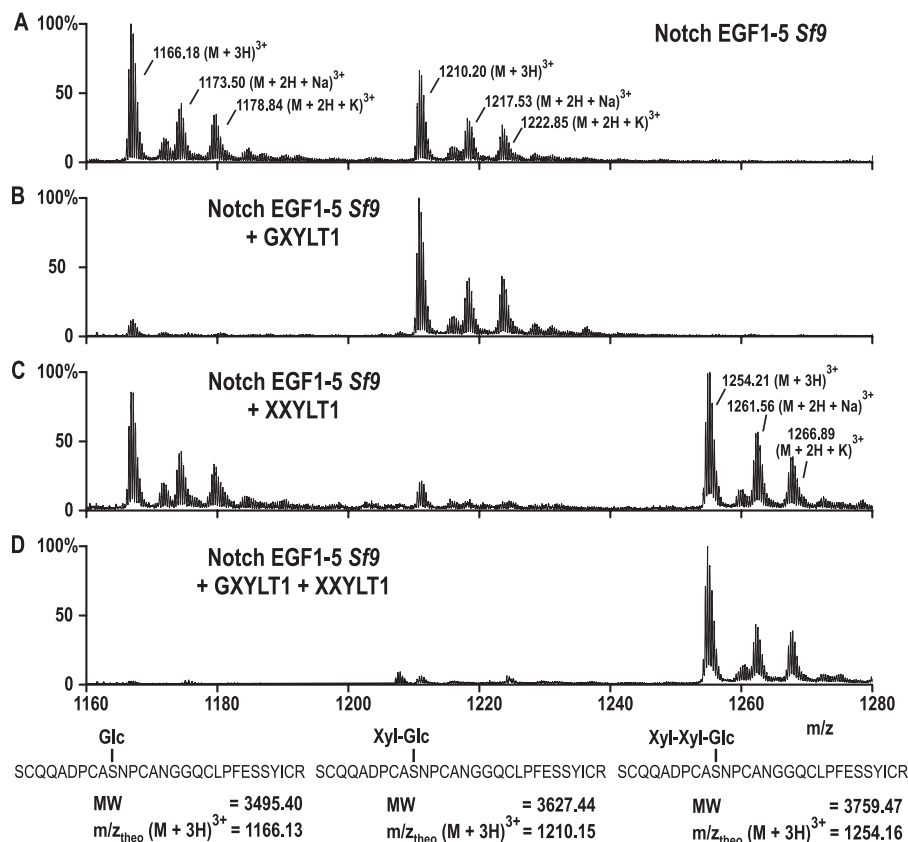 A 100% Notch EGF1-5 Sf9
1166.18 (M + 3H)3+
1173.50 (M + 2H + Na)3+
1178.84 (M + 2H + K)3+
1210.20 (M + 3H)3+
1217.53 (M + 2H + Na)3+
1222.85 (M + 2H + K)3+
50
0
B 100% Notch EGF1-5 Sf9
+ GXYLT1
50
0
C 100% Notch EGF1-5 Sf9
+ XXYLT1
1254.21 (M + 3H)3+
1261.56 (M + 2H + Na)3+
1266.89
(M + 2H + K)3+
50
0
D 100% Notch EGF1-5 Sf9
+ GXYLT1 + XXYLT1
50
0
1160 1180 1200 1220 1240 1260 1280
m/z
Glc Xyl-Glc Xyl-Xyl-Glc
SCQQADPCASNPCANGGQCLPFESSYICR SCQQADPCASNPCANGGQCLPFESSYICR SCQQADPCASNPCANGGQCLPFESSYICR
MW = 3495.40 MW = 3627.44 MW = 3759.47
m/ztheo (M + 3H)3+ = 1166.13 m/ztheo (M + 3H)3+ = 1210.15 m/ztheo (M + 3H)3+ = 1254.16